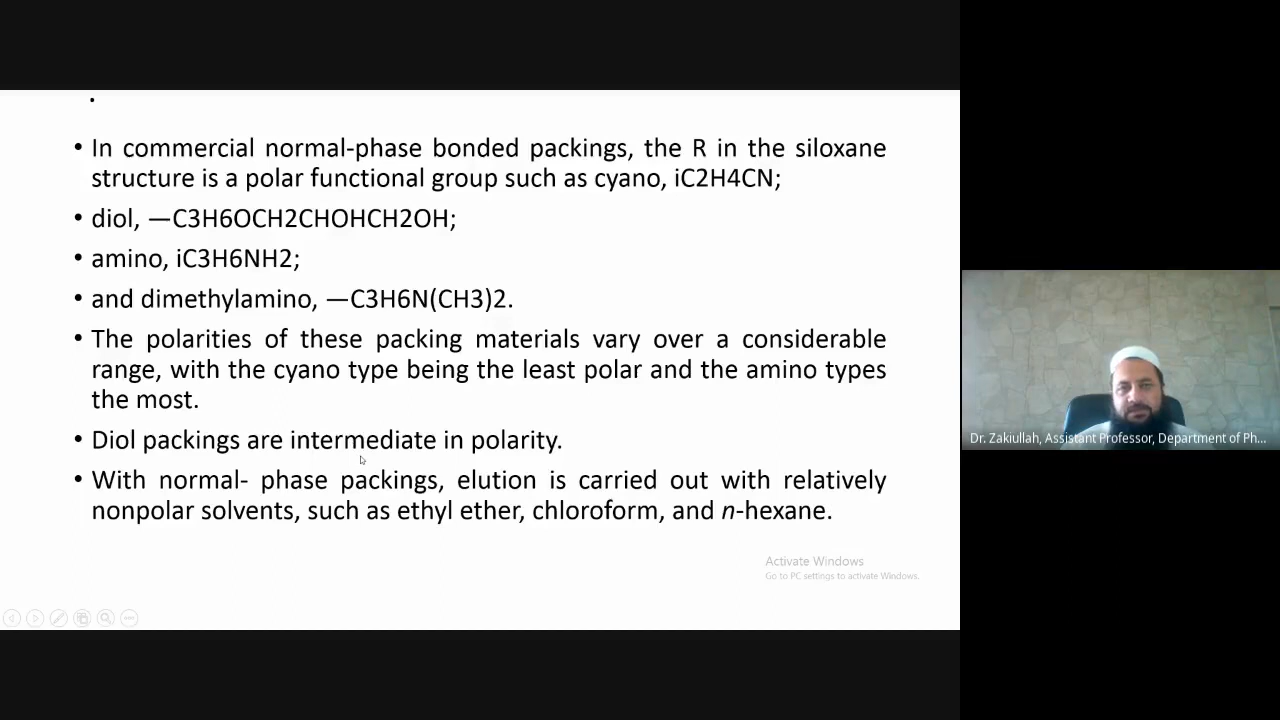 • In commercial normal-phase bonded packings, the R in the siloxane
structure is a polar functional group such as cyano, iC2H4CN;
• diol, —C3H6OCH2CHOHCH2OH;
• amino, iC3H6NH2;
• and dimethylamino, —C3H6N(CH3)2.
• The polarities of these packing materials vary over a considerable
range, with the cyano type being the least polar and the amino types
the most.
• Diol packings are intermediate in polarity.
• With normal- phase packings, elution is carried out with relatively
nonpolar solvents, such as ethyl ether, chloroform, and n-hexane.
Activate Windows
Go to PC settings to activate Windows.
Dr. Zakiullah, Assistant Professor, Department of Ph...